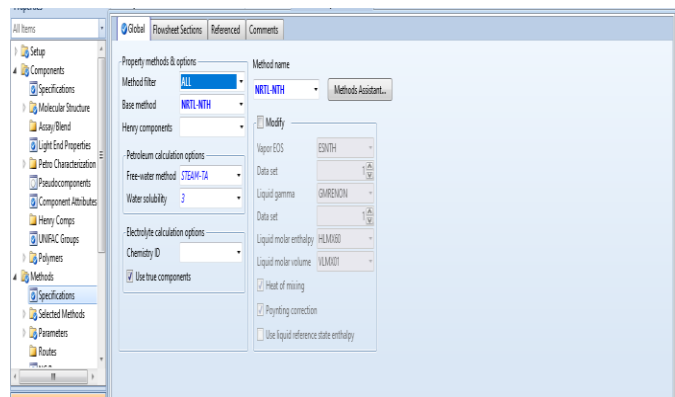 Properties
All Items
Setup
Components
Specifications
Molecular Structure
Assay/Blend
Light End Properties
Petro Characterization
Pseudocomponents
Component Attributes
Henry Comps
UNIFAC Groups
Polymers
Methods
Specifications
Selected Methods
Parameters
Routes
Global Flowsheet Sections Referenced Comments
Property methods & options
Method filter ALL
Base method NRTL-NTH
Henry components
Petroleum calculation options
Free-water method STEAM-TA
Water solubility 3
Electrolyte calculation options
Chemistry ID
Use true components
Method name
NRTL-NTH Methods Assistant...
Modify
Vapor EOS ESNTH
Data set 1
Liquid gamma GMRENON
Data set 1
Liquid molar enthalpy HLMX60
Liquid molar volume VLMX01
Heat of mixing
Poynting correction
Use liquid reference state enthalpy